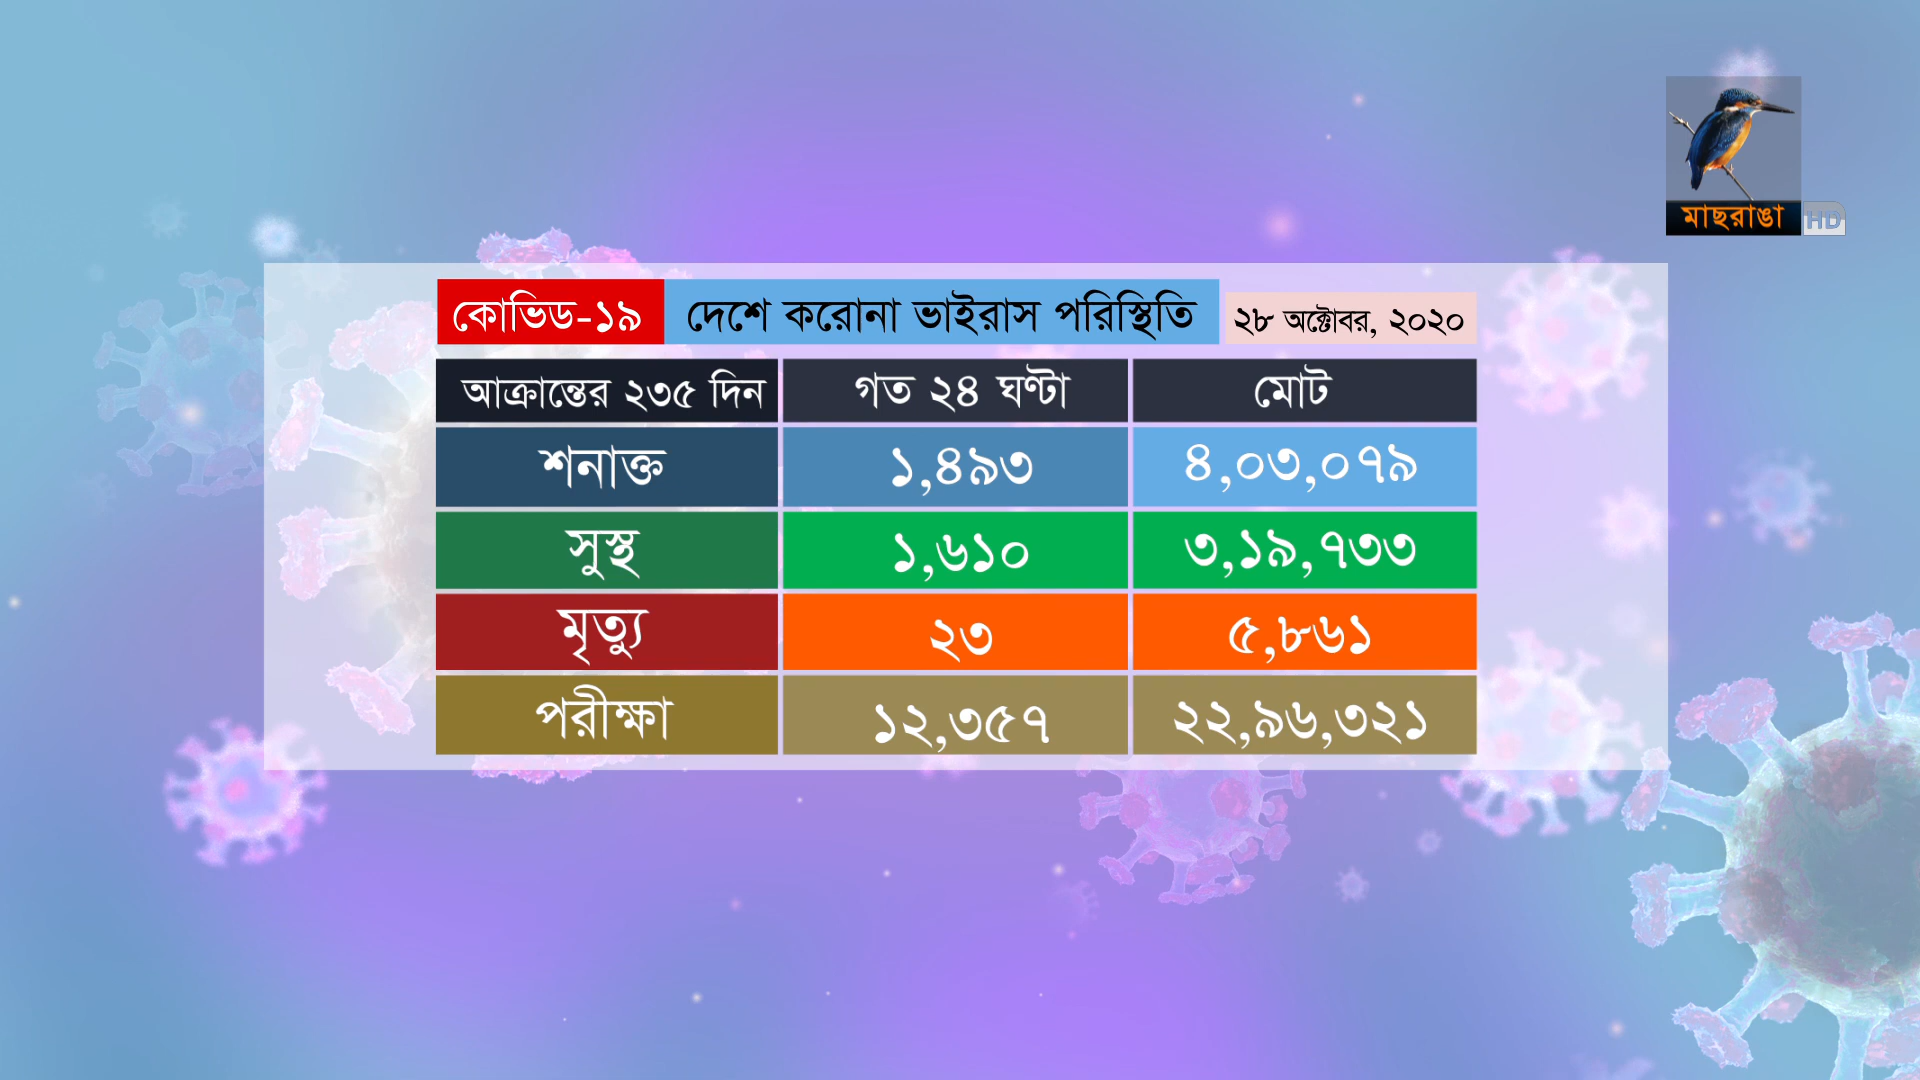 মাছরাঙা HD
কোভিড-১৯ দেশে করোনা ভাইরাস পরিস্থিতি ২৮ অক্টোবর, ২০২০
আক্রান্তের ২৩৫ দিন গত ২৪ ঘণ্টা মোট
শনাক্ত ১,৪৯৩ ৪,০৩,০৭৯
সুস্থ ১,৬১০ ৩,১৯,৭৩৩
মৃত্যু ২৩ ৫,৮৬১
পরীক্ষা ১২,৩৫৭ ২২,৯৬,৩২১